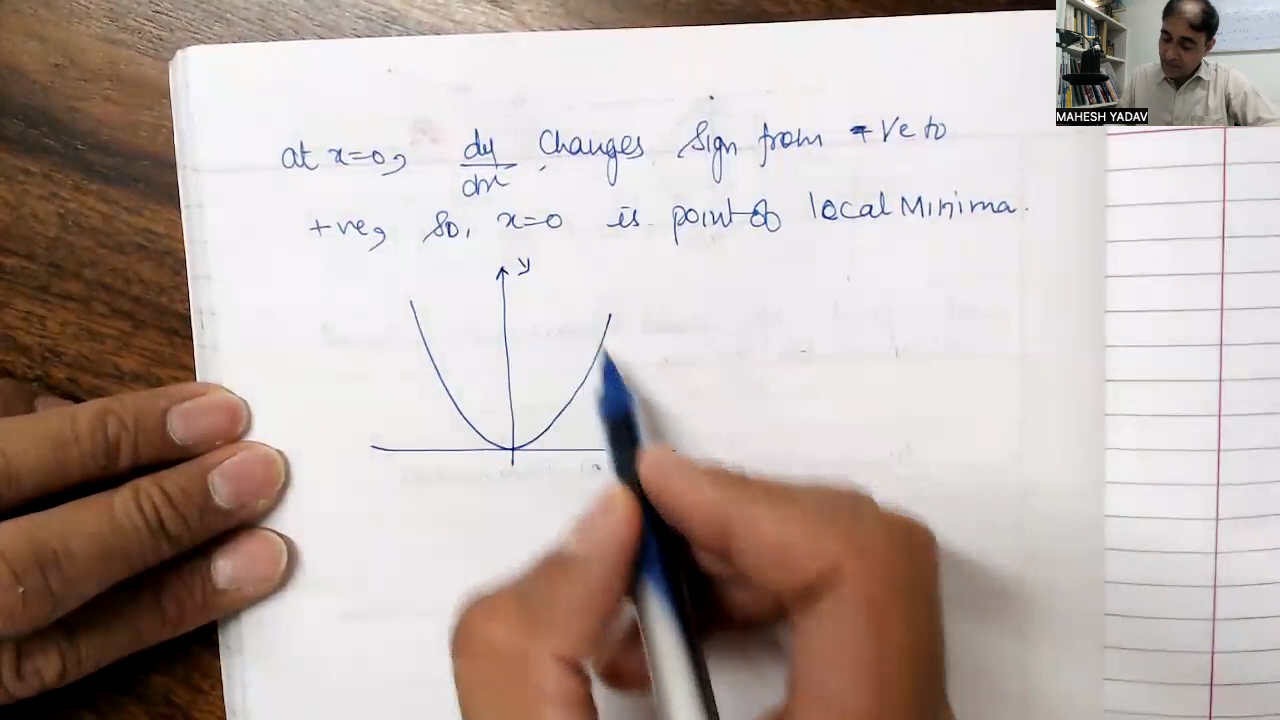 at x=0, dy/dx changes sign from -ve to
+ve, so, x=0 is point of local Minima.
y
MAHESH YADAV